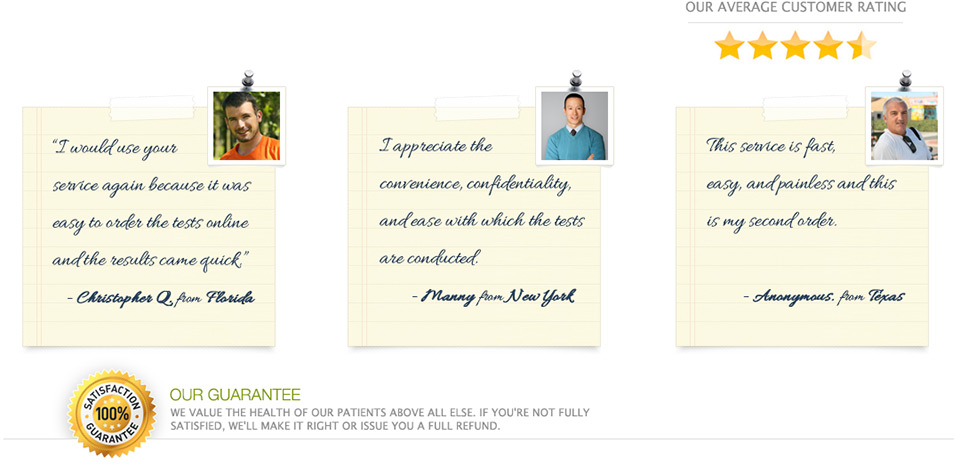 OUR AVERAGE CUSTOMER RATING
“I would use your
service again because it was
easy to order the tests online
and the results came quick.”
- Christopher Q, from Florida
I appreciate the
convenience, confidentiality,
and ease with which the tests
are conducted.
- Manny from New York
This service is fast,
easy, and painless and this
is my second order.
- Anonymous. from Texas
SATISFACTION
100%
GUARANTEE
OUR GUARANTEE
WE VALUE THE HEALTH OF OUR PATIENTS ABOVE ALL ELSE. IF YOU'RE NOT FULLY
SATISFIED, WE'LL MAKE IT RIGHT OR ISSUE YOU A FULL REFUND.